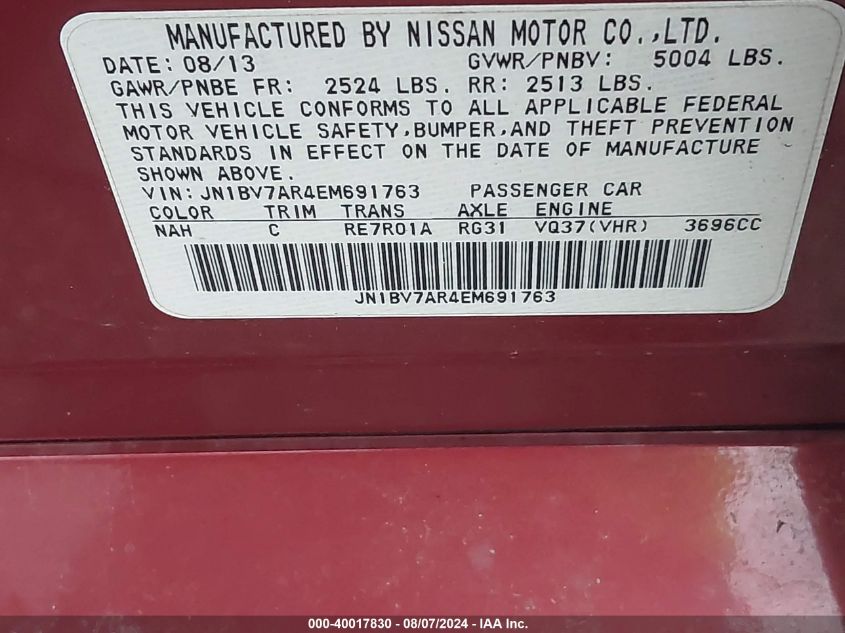 MANUFACTURED BY NISSAN MOTOR CO.,LTD.
DATE: 08/13 GVWR/PNBV: 5004 LBS.
GAWR/PNBE FR: 2524 LBS. RR: 2513 LBS.
THIS VEHICLE CONFORMS TO ALL APPLICABLE FEDERAL
MOTOR VEHICLE SAFETY,BUMPER,AND THEFT PREVENTION
STANDARDS IN EFFECT ON THE DATE OF MANUFACTURE
SHOWN ABOVE.
VIN: JN1BV7AR4EM691763 PASSENGER CAR
COLOR TRIM TRANS AXLE ENGINE
NAH C RE7R01A RG31 VQ37(VHR) 3696CC
JN1BV7AR4EM691763
000-40017830 - 08/07/2024 - IAA Inc.